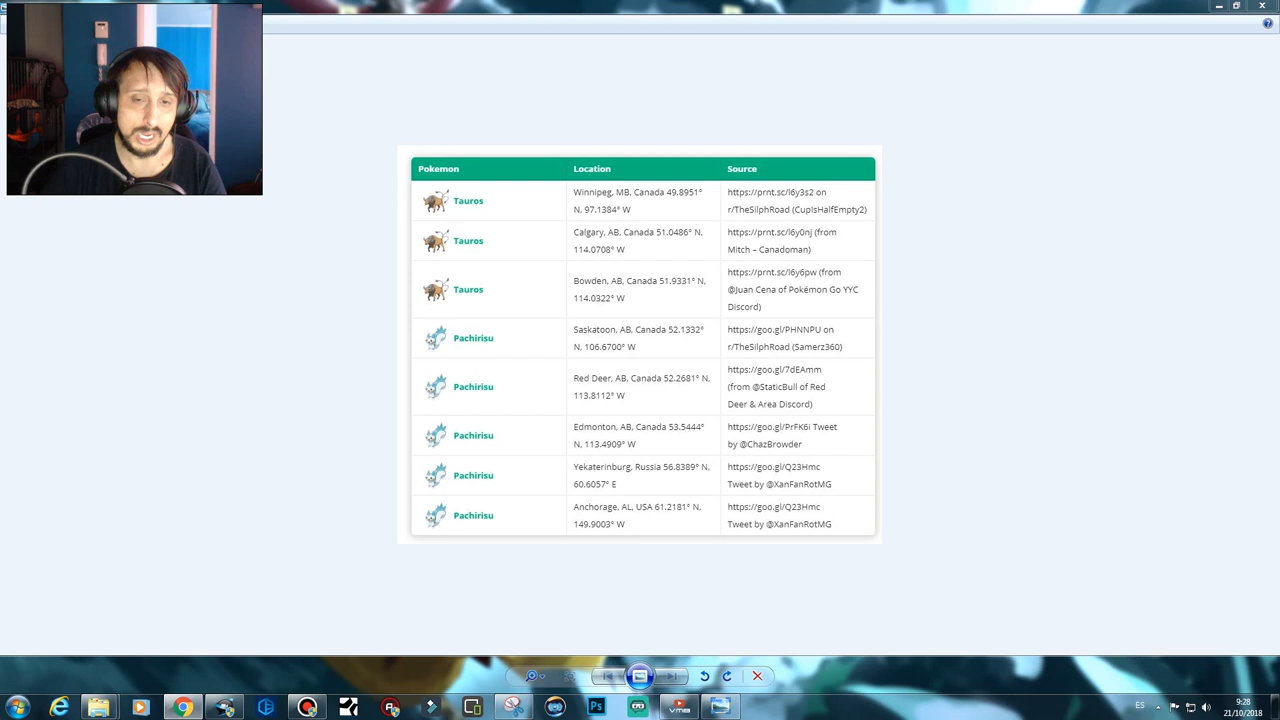 Pokemon Location Source
Tauros
Winnipeg, MB, Canada 49.8951°
N, 97.1384° W
https://prnt.sc/l6y3s2 on
r/TheSilphRoad (CupIsHalfEmpty2)
Tauros
Calgary, AB, Canada 51.0486° N,
114.0708° W
https://prnt.sc/l6y0nj (from
Mitch – Canadoman)
Tauros
Bowden, AB, Canada 51.9331° N,
114.0322° W
https://prnt.sc/l6y6pw (from
@Juan Cena of Pokémon Go YYC
Discord)
Pachirisu
Saskatoon, AB, Canada 52.1332°
N, 106.6700° W
https://goo.gl/PHNNPU on
r/TheSilphRoad (Samerz360)
Pachirisu
Red Deer, AB, Canada 52.2681° N,
113.8112° W
https://goo.gl/7dEAmm
(from @StaticBull of Red
Deer & Area Discord)
Pachirisu
Edmonton, AB, Canada 53.5444°
N, 113.4909° W
https://goo.gl/PrFK6i Tweet
by @ChazBrowder
Pachirisu
Yekaterinburg, Russia 56.8389° N,
60.6057° E
https://goo.gl/Q23Hmc
Tweet by @XanFanRotMG
Pachirisu
Anchorage, AL, USA 61.2181° N,
149.9003° W
https://goo.gl/Q23Hmc
Tweet by @XanFanRotMG
Ps
VMB
ES
9:28
21/10/2018